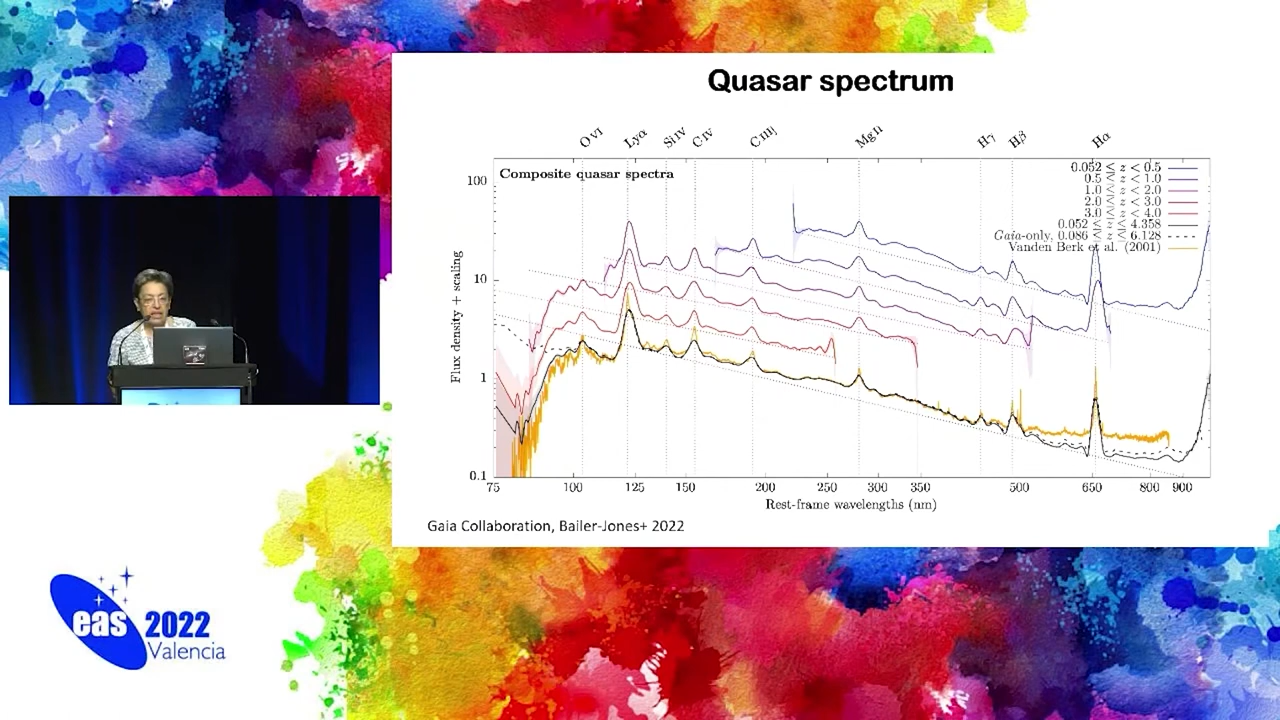 Quasar spectrum
O VI Lyα Si IV C IV C III] Mg II Hγ Hβ Hα
Composite quasar spectra
0.052 ≤ z < 0.5
0.5 ≤ z < 1.0
1.0 ≤ z < 2.0
2.0 ≤ z < 3.0
3.0 ≤ z < 4.0
0.052 ≤ z ≤ 4.358
Gaia-only, 0.086 ≤ z ≤ 6.128
Vanden Berk et al. (2001)
Flux density + scaling
100
10
1
0.1
75 100 125 150 200 250 300 350 500 650 800 900
Rest-frame wavelengths (nm)
Gaia Collaboration, Bailer-Jones+ 2022
eas 2022
Valencia